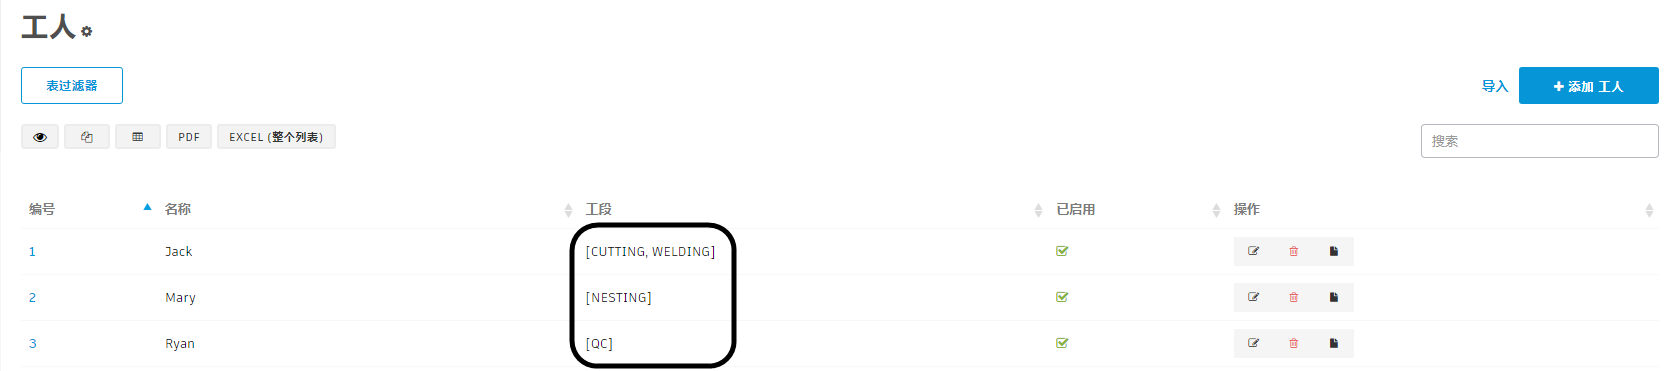 工人
表过滤器
导入 添加 工人
PDF EXCEL (整个列表)
搜索
编号 名称 工段 已启用 操作
1 Jack [CUTTING, WELDING]
2 Mary [NESTING]
3 Ryan [QC]